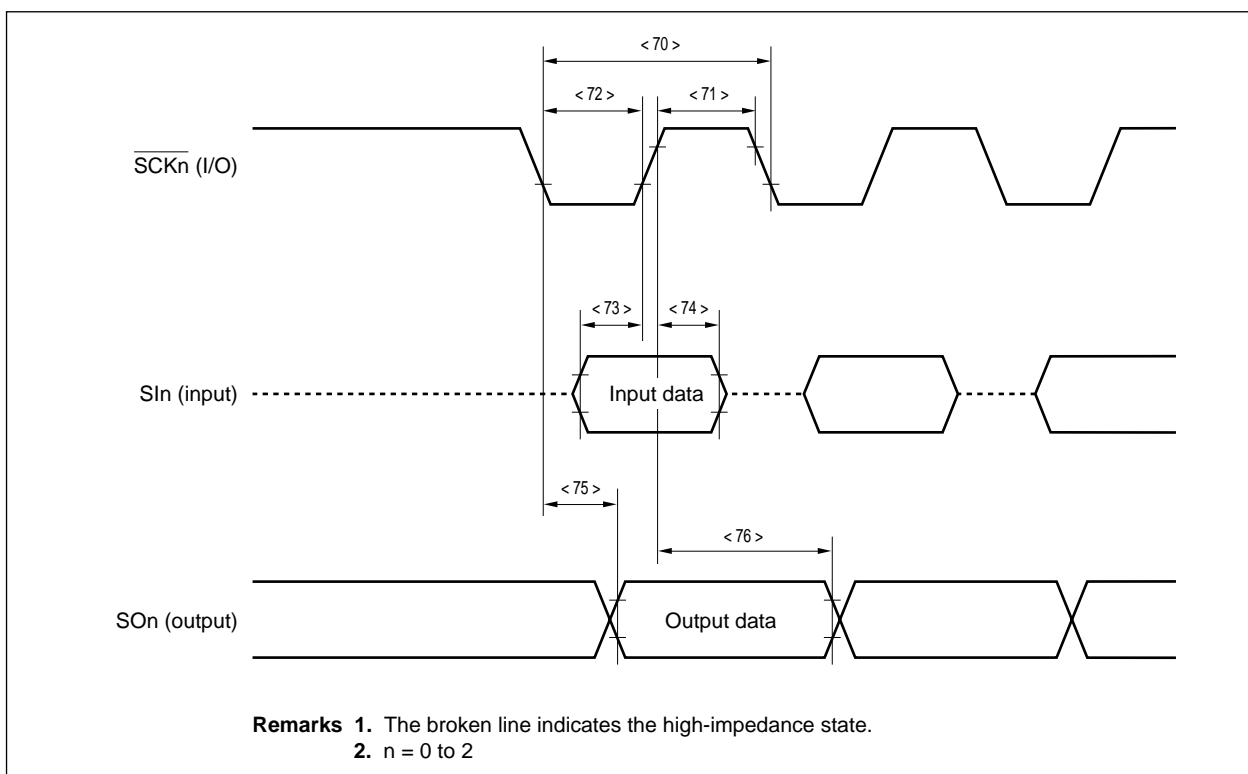 < 70 >
< 72 >
< 71 >
SCKn (I/O)
< 73 >
< 74 >
SIn (input)
Input data
< 75 >
< 76 >
SOn (output)
Output data
Remarks 1. The broken line indicates the high-impedance state.
2. n = 0 to 2